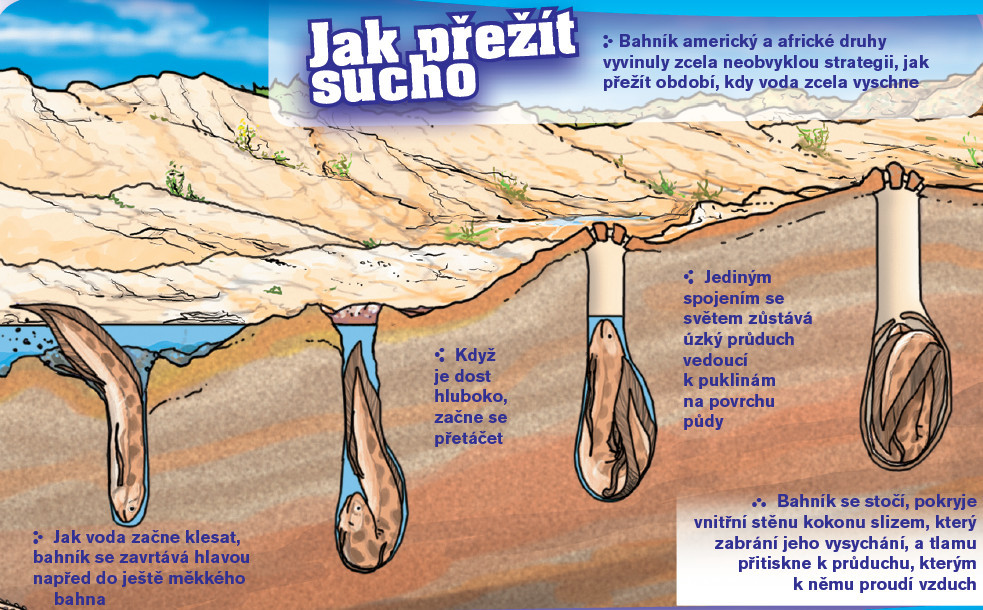 Jak přežít
sucho
Bahník americký a africké druhy
vyvinuly zcela neobvyklou strategii, jak
přežít období, kdy voda zcela vyschne
Jak voda začne klesat,
bahník se zavrtává hlavou
napřed do ještě měkkého
bahna
Když
je dost
hluboko,
začne se
přetáčet
Jediným
spojením se
světem zůstává
úzký průduch
vedoucí
k puklinám
na povrchu
půdy
Bahník se stočí, pokryje
vnitřní stěnu kokonu slizem, který
zabrání jeho vysychání, a tlamu
přitiskne k průduchu, kterým
k němu proudí vzduch